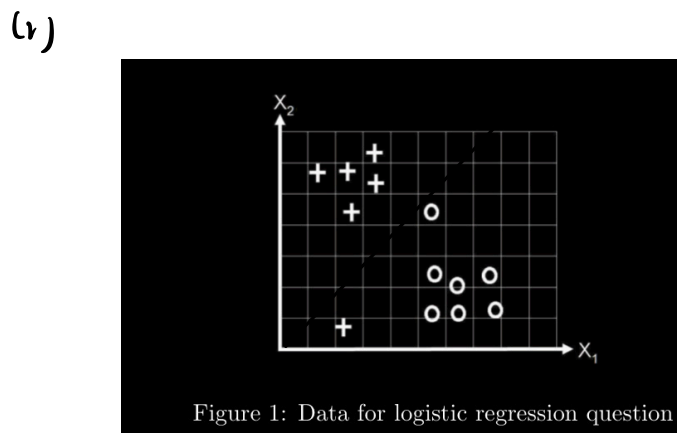 (r)
X₂
X₁
Figure 1: Data for logistic regression question